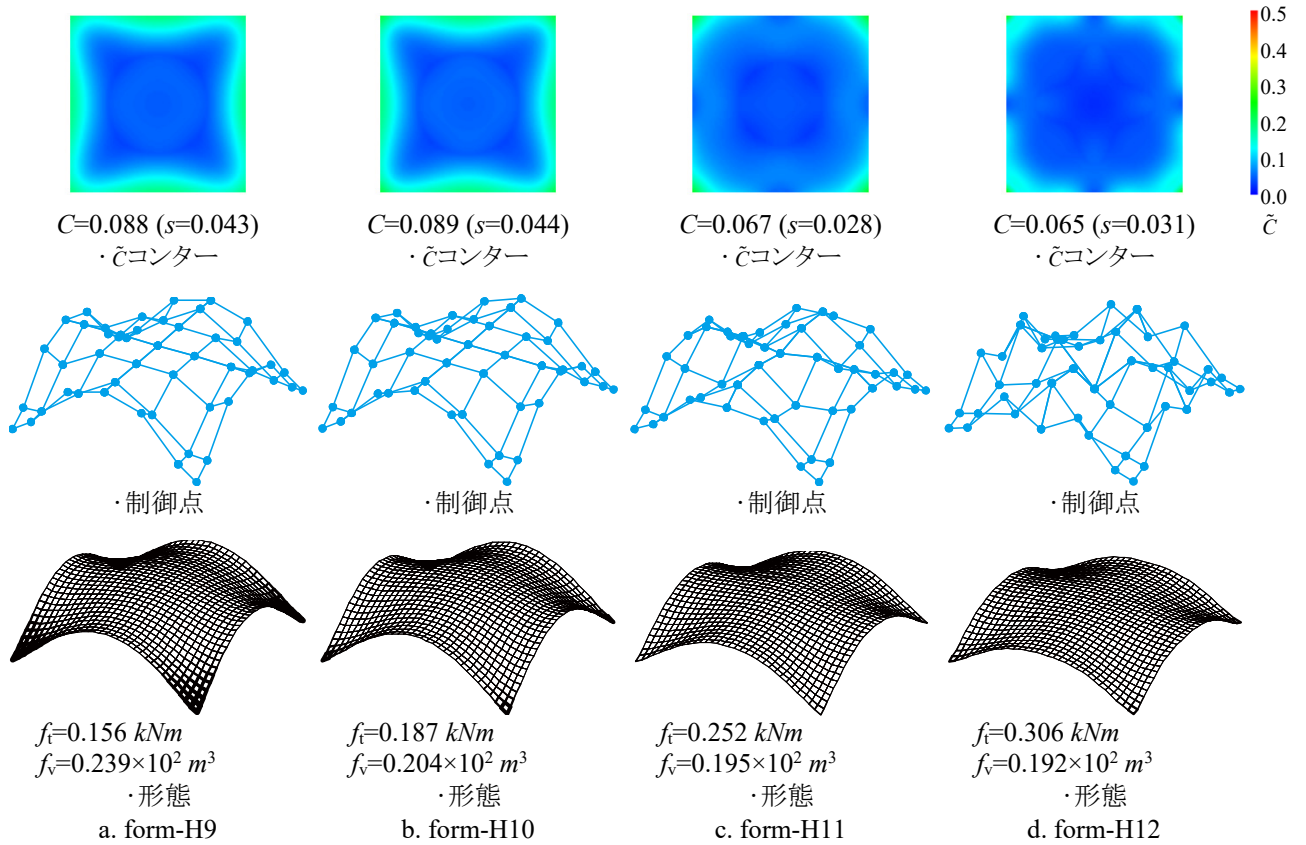 0.5
0.4
0.3
0.2
0.1
0.0
C̃
C=0.088 (s=0.043)
· C̃コンター
C=0.089 (s=0.044)
· C̃コンター
C=0.067 (s=0.028)
· C̃コンター
C=0.065 (s=0.031)
· C̃コンター
· 制御点
· 制御点
· 制御点
· 制御点
fₜ=0.156 kNm
fᵥ=0.239×10² m³
· 形態
a. form-H9
fₜ=0.187 kNm
fᵥ=0.204×10² m³
· 形態
b. form-H10
fₜ=0.252 kNm
fᵥ=0.195×10² m³
· 形態
c. form-H11
fₜ=0.306 kNm
fᵥ=0.192×10² m³
· 形態
d. form-H12